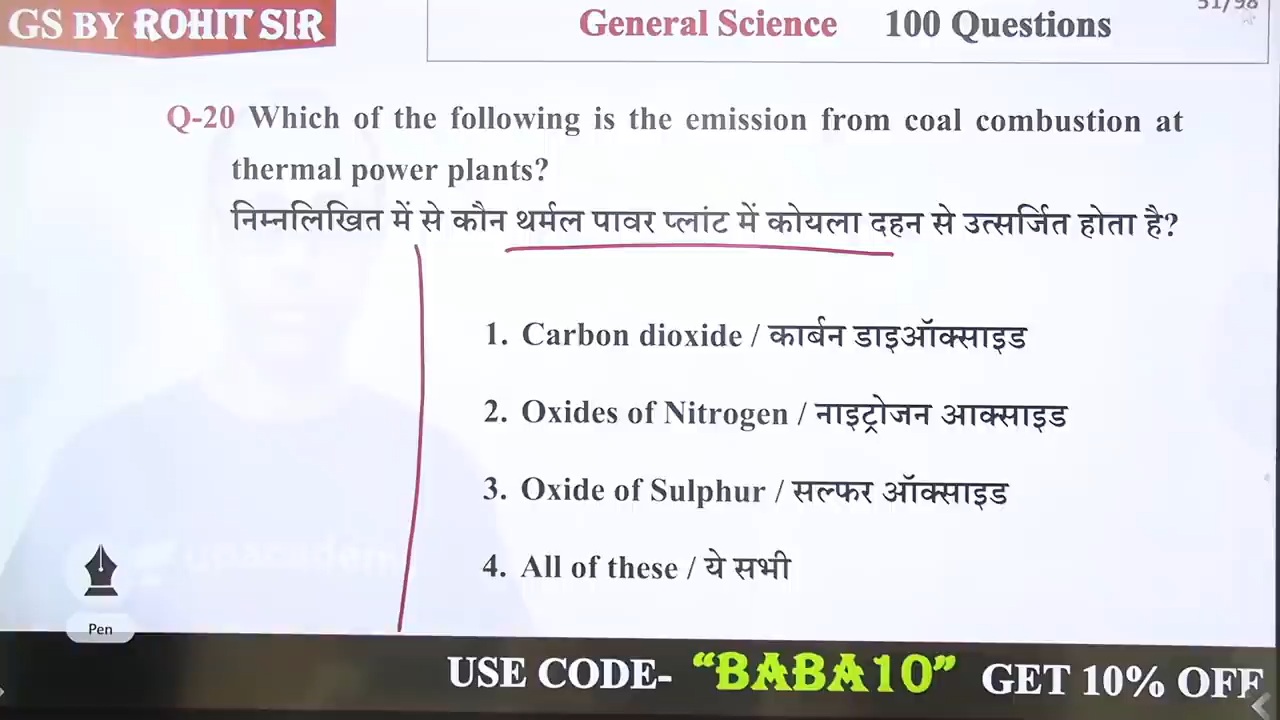 GS BY ROHIT SIR
General Science 100 Questions
51/98
Q-20 Which of the following is the emission from coal combustion at
thermal power plants?
निम्नलिखित में से कौन थर्मल पावर प्लांट में कोयला दहन से उत्सर्जित होता है?
1. Carbon dioxide / कार्बन डाइऑक्साइड
2. Oxides of Nitrogen / नाइट्रोजन आक्साइड
3. Oxide of Sulphur / सल्फर ऑक्साइड
4. All of these / ये सभी
Pen
USE CODE- “BABA10” GET 10% OFF